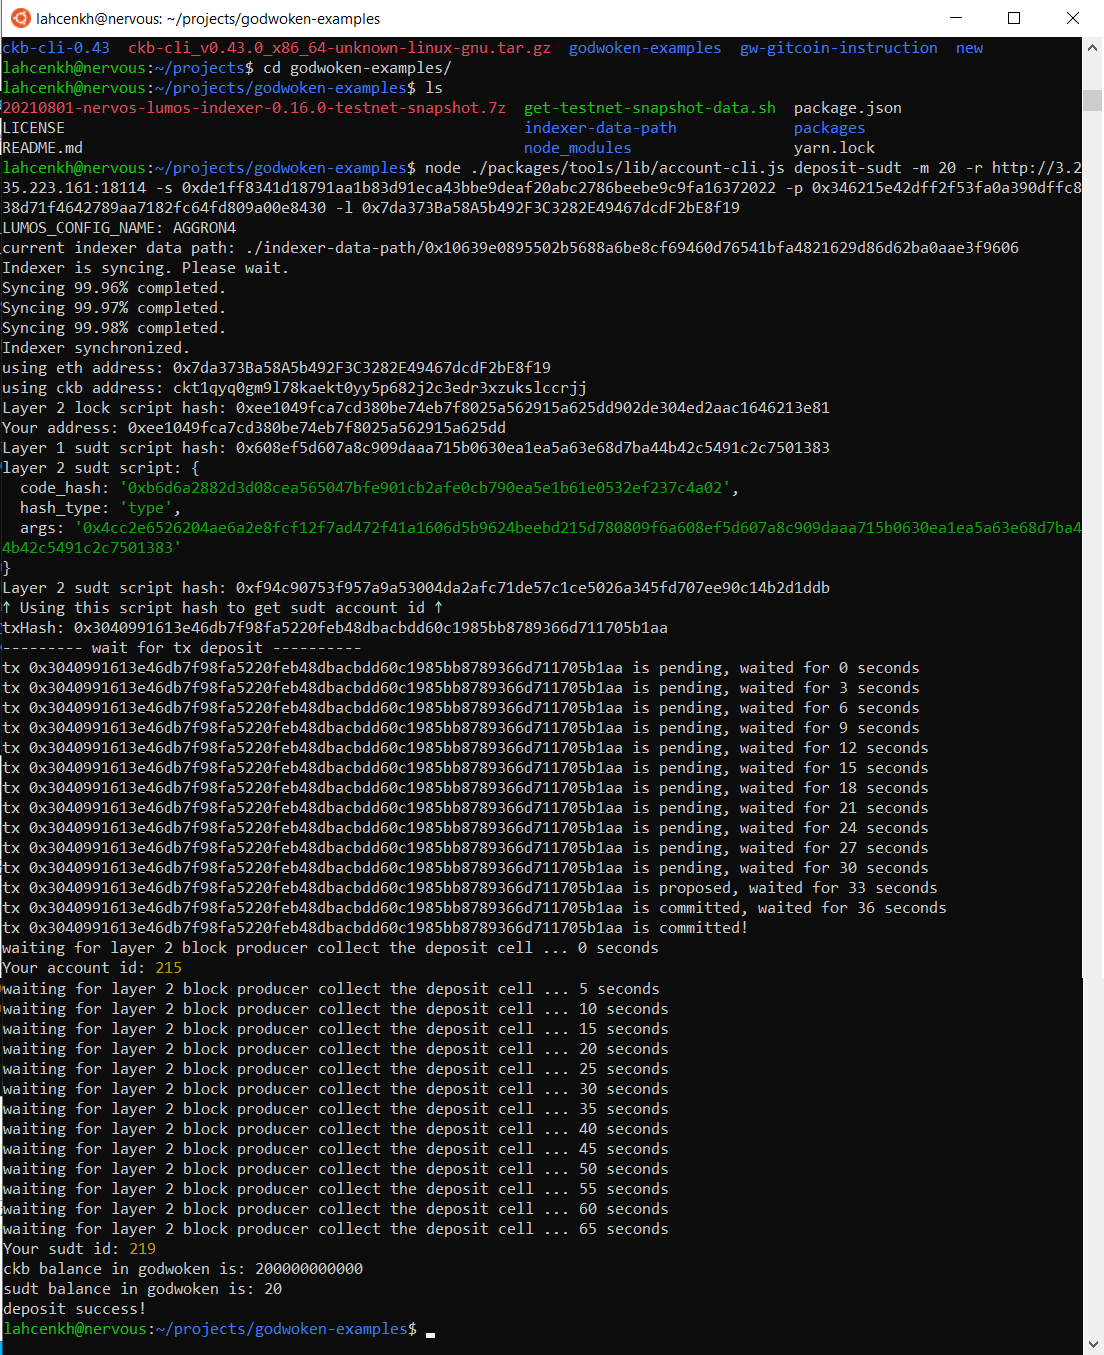 lahcenkh@nervous: ~/projects/godwoken-examples
ckb-cli-0.43  ckb-cli_v0.43.0_x86_64-unknown-linux-gnu.tar.gz  godwoken-examples  gw-gitcoin-instruction  new
lahcenkh@nervous:~/projects$ cd godwoken-examples/
lahcenkh@nervous:~/projects/godwoken-examples$ ls
20210801-nervos-lumos-indexer-0.16.0-testnet-snapshot.7z  get-testnet-snapshot-data.sh  package.json
LICENSE  indexer-data-path  packages
README.md  node_modules  yarn.lock
lahcenkh@nervous:~/projects/godwoken-examples$ node ./packages/tools/lib/account-cli.js deposit-sudt -m 20 -r http://3.2
35.223.161:18114 -s 0xde1ff8341d18791aa1b83d91eca43bbe9deaf20abc2786beebe9c9fa16372022 -p 0x346215e42dff2f53fa0a390dffc8
38d71f4642789aa7182fc64fd809a00e8430 -l 0x7da373Ba58A5b492F3C3282E49467dcdF2bE8f19
LUMOS_CONFIG_NAME: AGGRON4
current indexer data path: ./indexer-data-path/0x10639e0895502b5688a6be8cf69460d76541bfa4821629d86d62ba0aae3f9606
Indexer is syncing. Please wait.
Syncing 99.96% completed.
Syncing 99.97% completed.
Syncing 99.98% completed.
Indexer synchronized.
using eth address: 0x7da373Ba58A5b492F3C3282E49467dcdF2bE8f19
using ckb address: ckt1qyq0gm9l78kaekt0yy5p682j2c3edr3xzukslccrjj
Layer 2 lock script hash: 0xee1049fca7cd380be74eb7f8025a562915a625dd902de304ed2aac1646213e81
Your address: 0xee1049fca7cd380be74eb7f8025a562915a625dd
Layer 1 sudt script hash: 0x608ef5d607a8c909daaa715b0630ea1ea5a63e68d7ba44b42c5491c2c7501383
layer 2 sudt script: {
  code_hash: '0xb6d6a2882d3d08cea565047bfe901cb2afe0cb790ea5e1b61e0532ef237c4a02',
  hash_type: 'type',
  args: '0x4cc2e6526204ae6a2e8fcf12f7ad472f41a1606d5b9624beebd215d780809f6a608ef5d607a8c909daaa715b0630ea1ea5a63e68d7ba4
4b42c5491c2c7501383'
}
Layer 2 sudt script hash: 0xf94c90753f957a9a53004da2afc71de57c1ce5026a345fd707ee90c14b2d1ddb
↑ Using this script hash to get sudt account id ↑
txHash: 0x3040991613e46db7f98fa5220feb48dbacbdd60c1985bb8789366d711705b1aa
--------- wait for tx deposit ----------
tx 0x3040991613e46db7f98fa5220feb48dbacbdd60c1985bb8789366d711705b1aa is pending, waited for 0 seconds
tx 0x3040991613e46db7f98fa5220feb48dbacbdd60c1985bb8789366d711705b1aa is pending, waited for 3 seconds
tx 0x3040991613e46db7f98fa5220feb48dbacbdd60c1985bb8789366d711705b1aa is pending, waited for 6 seconds
tx 0x3040991613e46db7f98fa5220feb48dbacbdd60c1985bb8789366d711705b1aa is pending, waited for 9 seconds
tx 0x3040991613e46db7f98fa5220feb48dbacbdd60c1985bb8789366d711705b1aa is pending, waited for 12 seconds
tx 0x3040991613e46db7f98fa5220feb48dbacbdd60c1985bb8789366d711705b1aa is pending, waited for 15 seconds
tx 0x3040991613e46db7f98fa5220feb48dbacbdd60c1985bb8789366d711705b1aa is pending, waited for 18 seconds
tx 0x3040991613e46db7f98fa5220feb48dbacbdd60c1985bb8789366d711705b1aa is pending, waited for 21 seconds
tx 0x3040991613e46db7f98fa5220feb48dbacbdd60c1985bb8789366d711705b1aa is pending, waited for 24 seconds
tx 0x3040991613e46db7f98fa5220feb48dbacbdd60c1985bb8789366d711705b1aa is pending, waited for 27 seconds
tx 0x3040991613e46db7f98fa5220feb48dbacbdd60c1985bb8789366d711705b1aa is pending, waited for 30 seconds
tx 0x3040991613e46db7f98fa5220feb48dbacbdd60c1985bb8789366d711705b1aa is proposed, waited for 33 seconds
tx 0x3040991613e46db7f98fa5220feb48dbacbdd60c1985bb8789366d711705b1aa is committed, waited for 36 seconds
tx 0x3040991613e46db7f98fa5220feb48dbacbdd60c1985bb8789366d711705b1aa is committed!
waiting for layer 2 block producer collect the deposit cell ... 0 seconds
Your account id: 215
waiting for layer 2 block producer collect the deposit cell ... 5 seconds
waiting for layer 2 block producer collect the deposit cell ... 10 seconds
waiting for layer 2 block producer collect the deposit cell ... 15 seconds
waiting for layer 2 block producer collect the deposit cell ... 20 seconds
waiting for layer 2 block producer collect the deposit cell ... 25 seconds
waiting for layer 2 block producer collect the deposit cell ... 30 seconds
waiting for layer 2 block producer collect the deposit cell ... 35 seconds
waiting for layer 2 block producer collect the deposit cell ... 40 seconds
waiting for layer 2 block producer collect the deposit cell ... 45 seconds
waiting for layer 2 block producer collect the deposit cell ... 50 seconds
waiting for layer 2 block producer collect the deposit cell ... 55 seconds
waiting for layer 2 block producer collect the deposit cell ... 60 seconds
waiting for layer 2 block producer collect the deposit cell ... 65 seconds
Your sudt id: 219
ckb balance in godwoken is: 200000000000
sudt balance in godwoken is: 20
deposit success!
lahcenkh@nervous:~/projects/godwoken-examples$